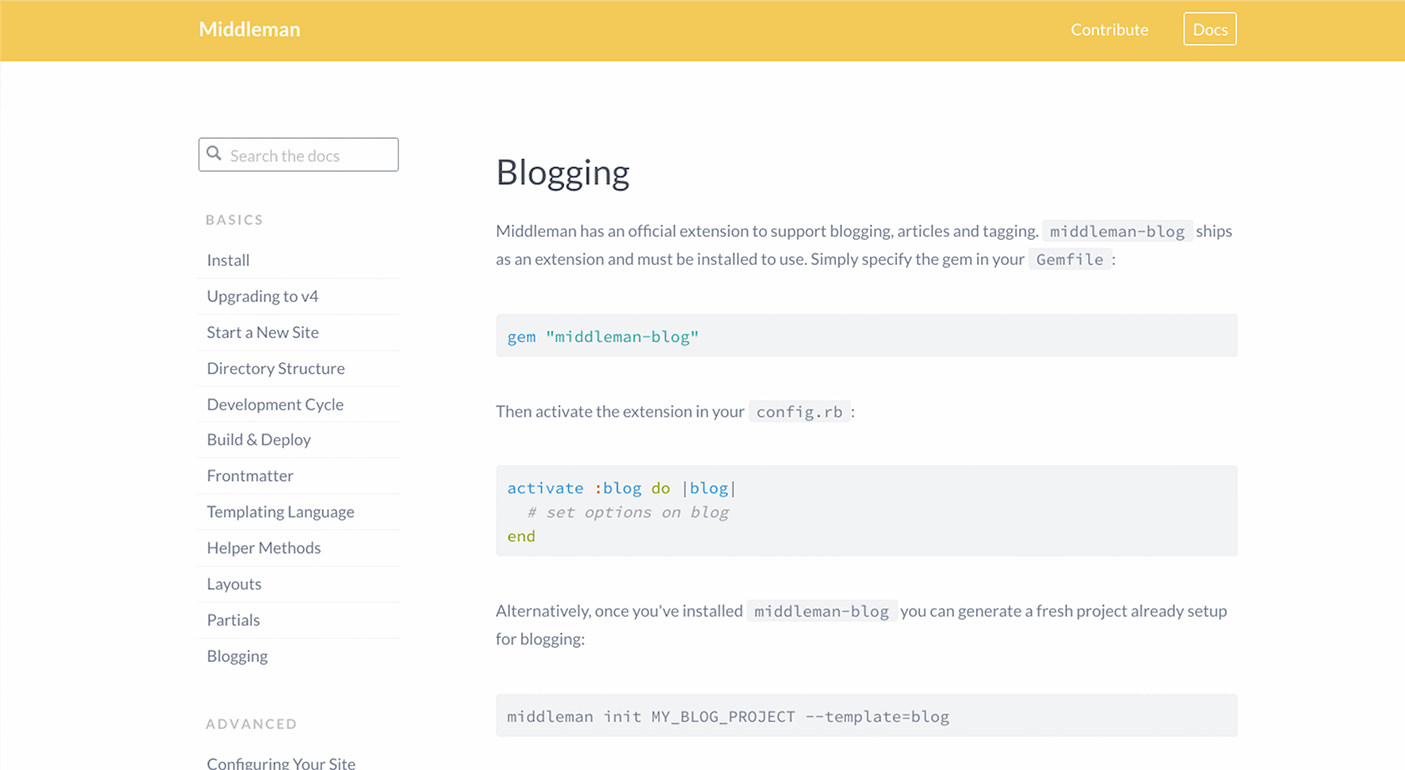 Middleman
Contribute
Docs
Search the docs
BASICS
Install
Upgrading to v4
Start a New Site
Directory Structure
Development Cycle
Build & Deploy
Frontmatter
Templating Language
Helper Methods
Layouts
Partials
Blogging
ADVANCED
Configuring Your Site
Blogging
Middleman has an official extension to support blogging, articles and tagging. middleman-blog ships
as an extension and must be installed to use. Simply specify the gem in your Gemfile:
gem "middleman-blog"
Then activate the extension in your config.rb:
activate :blog do |blog|
  # set options on blog
end
Alternatively, once you've installed middleman-blog you can generate a fresh project already setup
for blogging:
middleman init MY_BLOG_PROJECT --template=blog